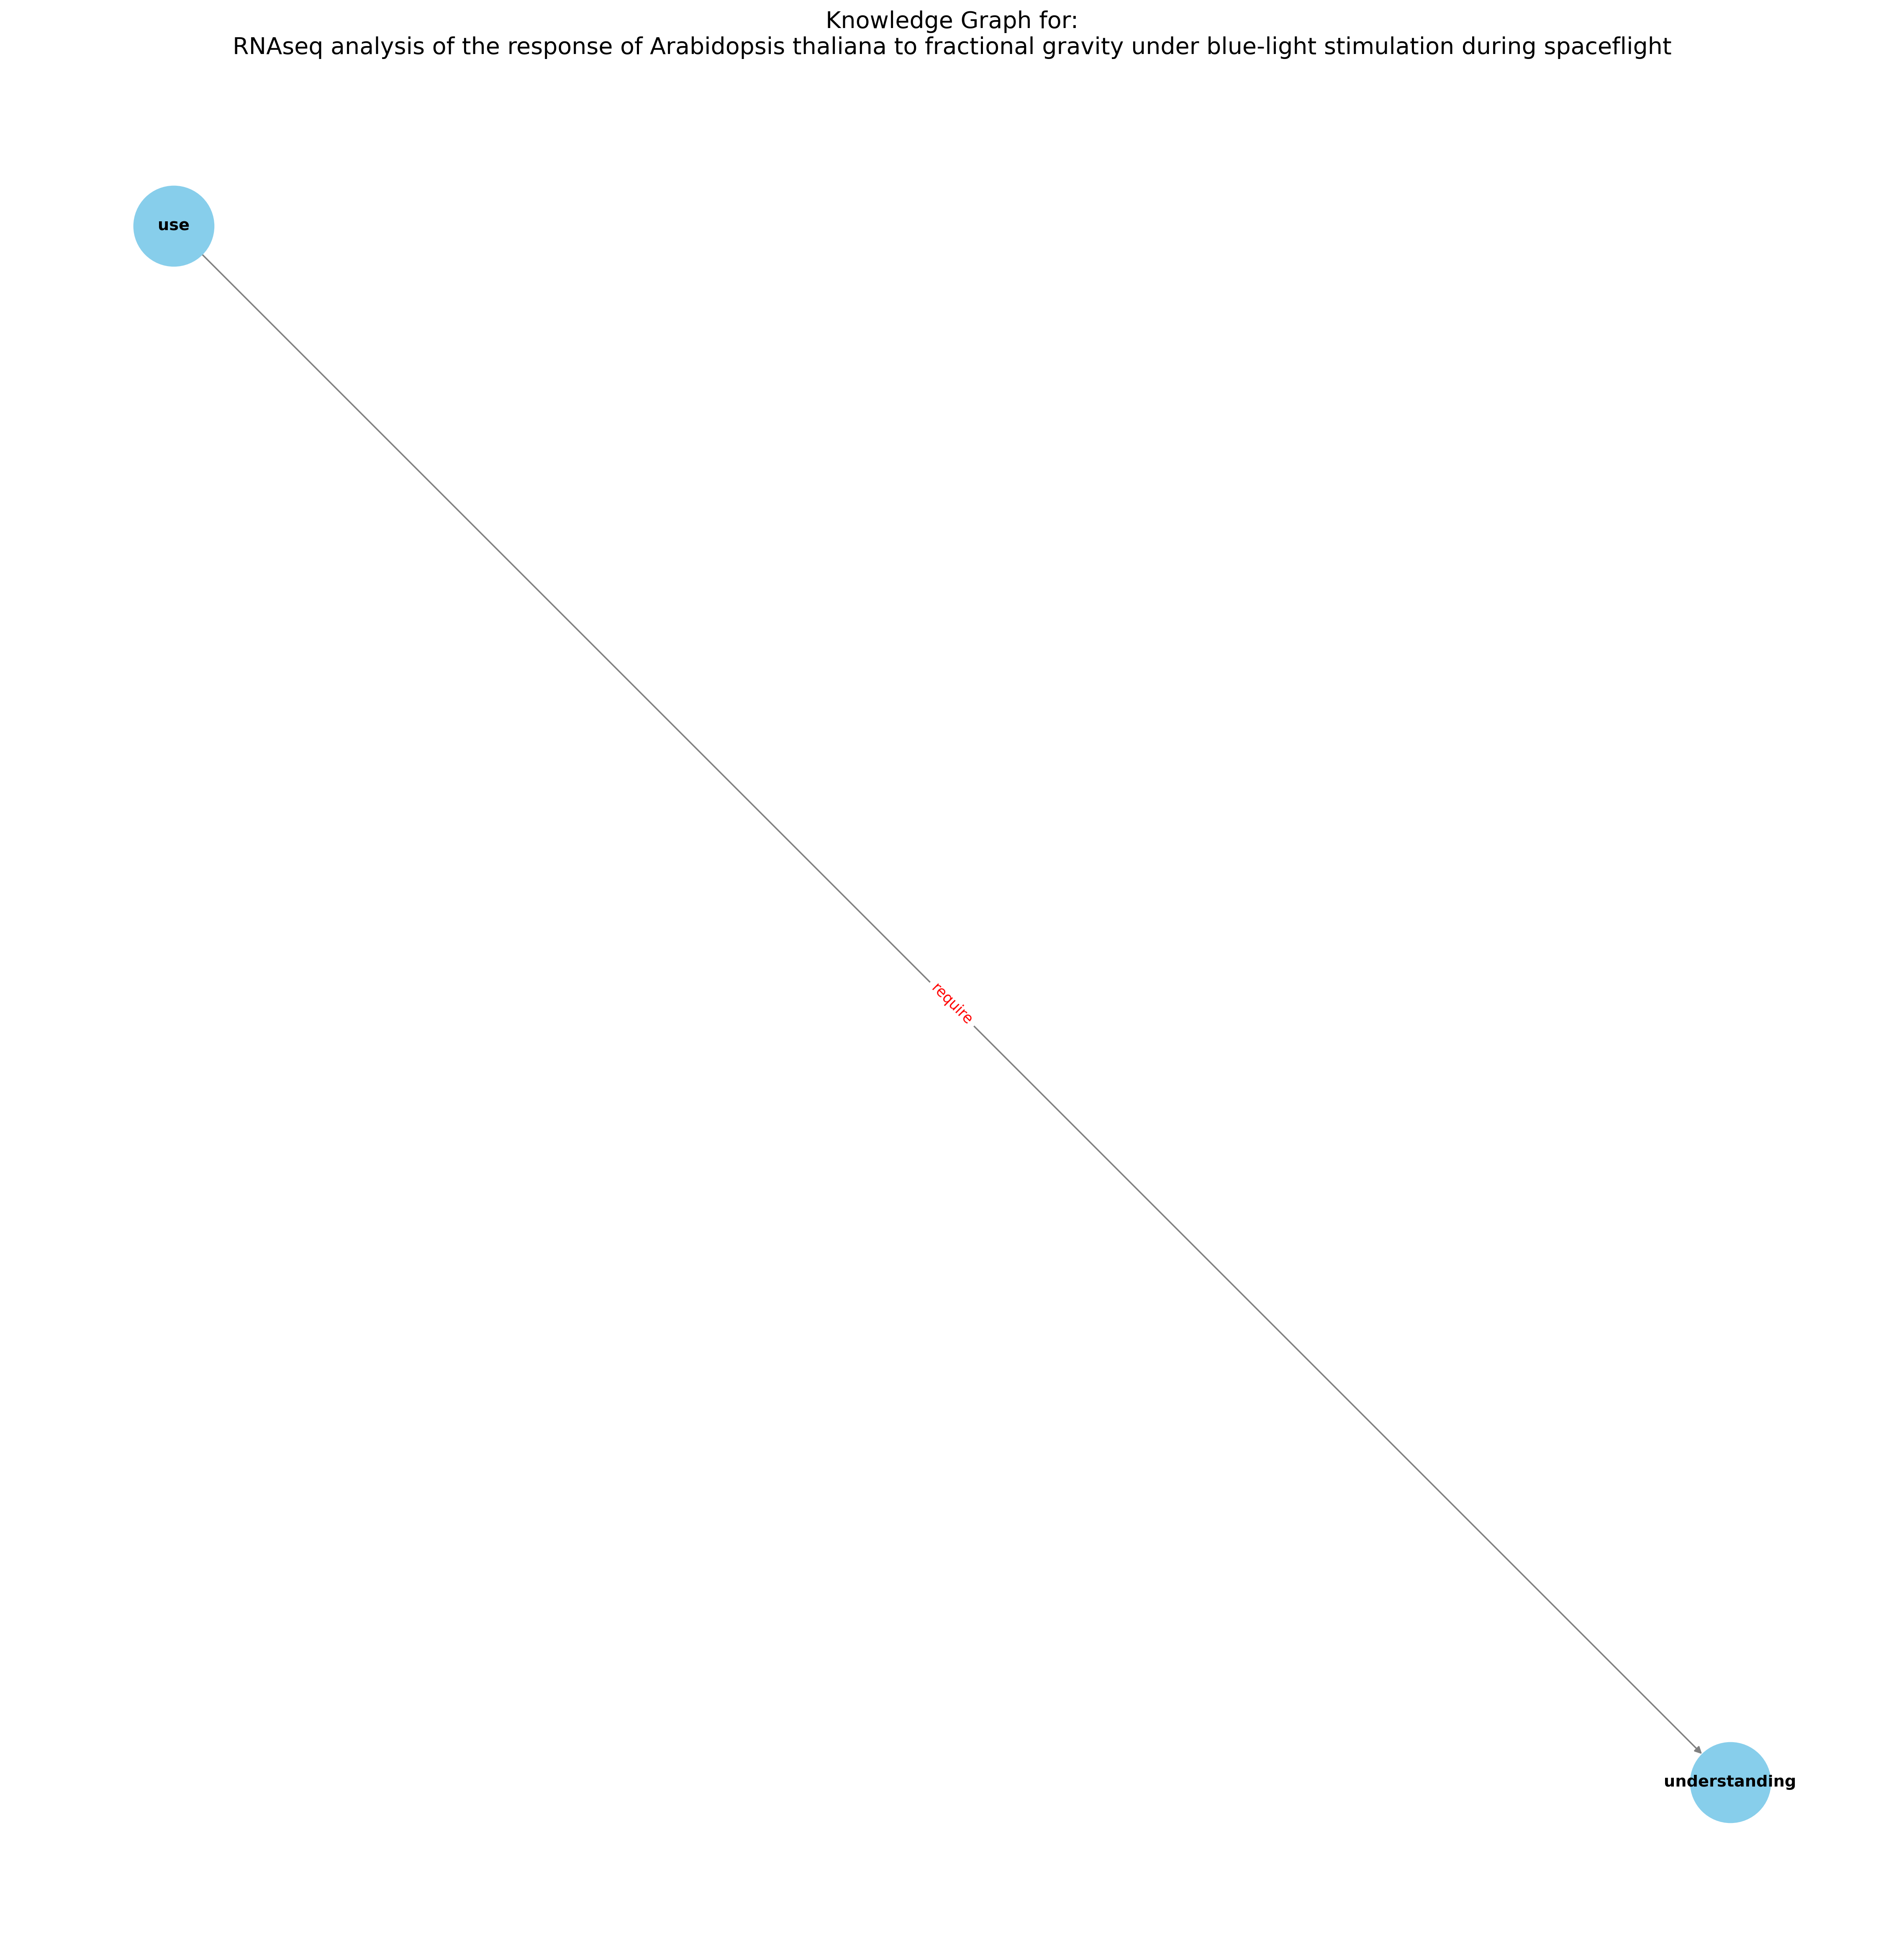 Knowledge Graph for:
RNAseq analysis of the response of Arabidopsis thaliana to fractional gravity under blue-light stimulation during spaceflight
use
require
understanding